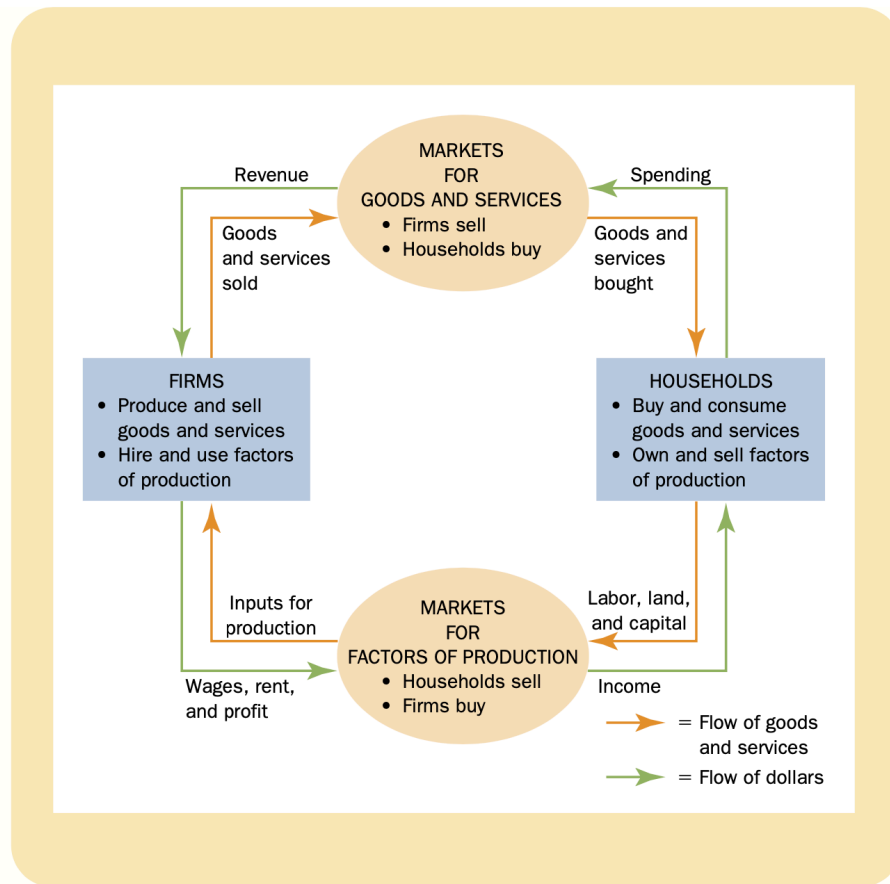 MARKETS
FOR
GOODS AND SERVICES
• Firms sell
• Households buy
Revenue
Spending
Goods
and services
sold
Goods and
services
bought
FIRMS
• Produce and sell
goods and services
• Hire and use factors
of production
HOUSEHOLDS
• Buy and consume
goods and services
• Own and sell factors
of production
Inputs for
production
Labor, land,
and capital
MARKETS
FOR
FACTORS OF PRODUCTION
• Households sell
• Firms buy
Wages, rent,
and profit
Income
= Flow of goods
and services
= Flow of dollars